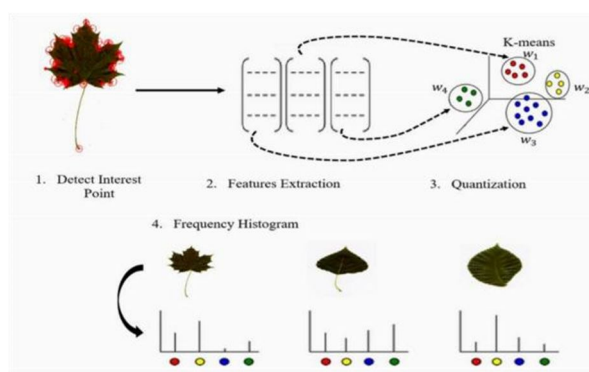 K-means
w₁
w₂
w₄
w₃
1. Detect Interest
Point
2. Features Extraction
3. Quantization
4. Frequency Histogram